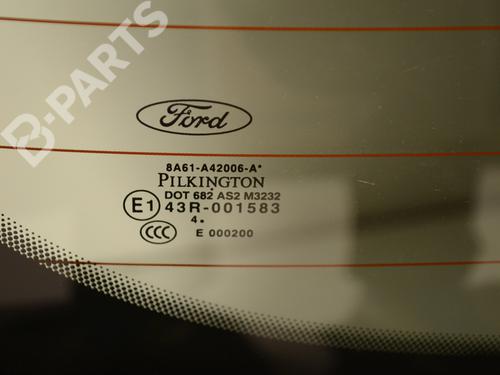 B-PARTS
Ford
8A61-A42006-A*
PILKINGTON
DOT 682 AS2 M3232
E1 43R-001583
4.
CCC E 000200